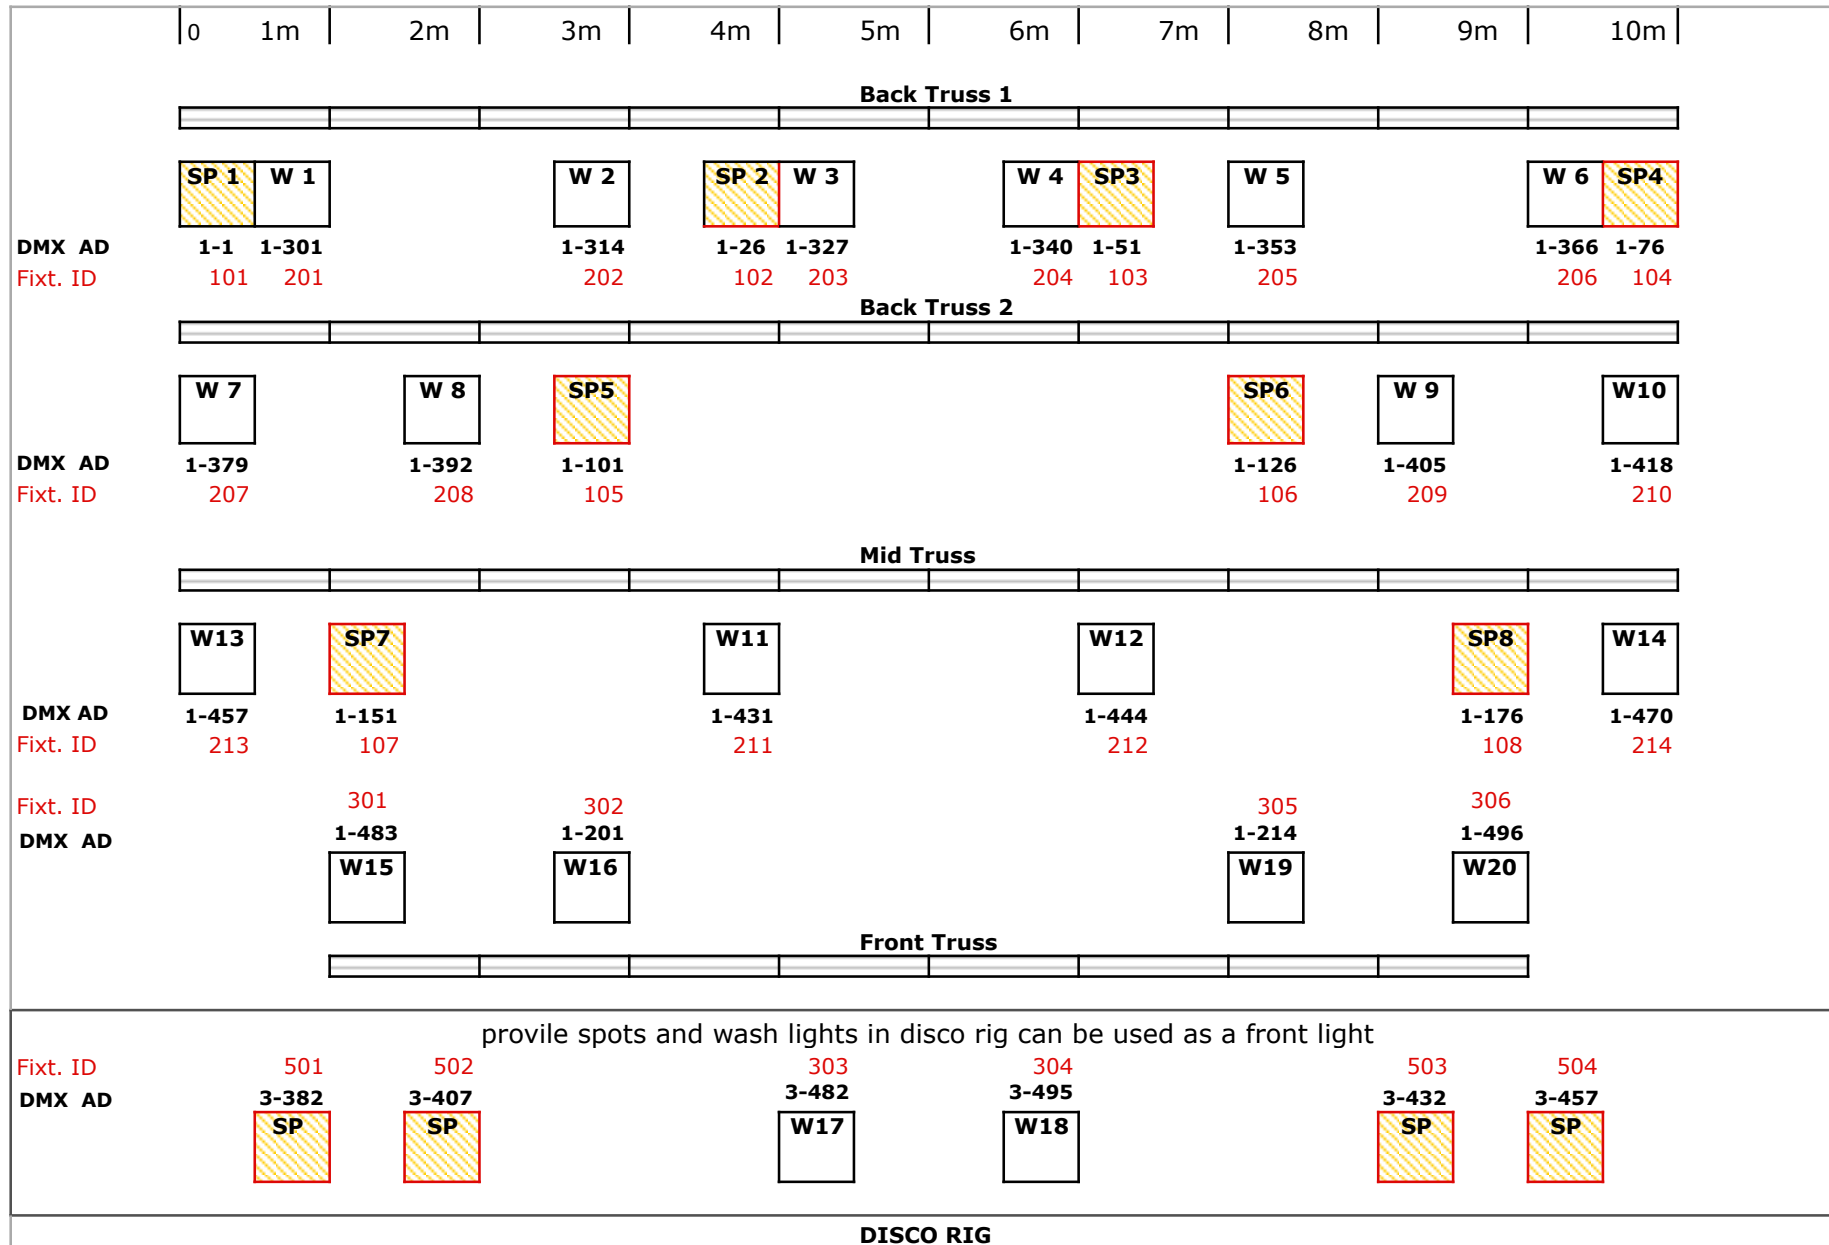 0 1m 2m 3m 4m 5m 6m 7m 8m 9m 10m
Back Truss 1
SP 1 W 1 W 2 SP 2 W 3 W 4 SP3 W 5 W 6 SP4
DMX AD 1-1 1-301 1-314 1-26 1-327 1-340 1-51 1-353 1-366 1-76
Fixt. ID 101 201 202 102 203 204 103 205 206 104
Back Truss 2
W 7 W 8 SP5 SP6 W 9 W10
DMX AD 1-379 1-392 1-101 1-126 1-405 1-418
Fixt. ID 207 208 105 106 209 210
Mid Truss
W13 SP7 W11 W12 SP8 W14
DMX AD 1-457 1-151 1-431 1-444 1-176 1-470
Fixt. ID 213 107 211 212 108 214
Fixt. ID 301 302 305 306
DMX AD 1-483 1-201 1-214 1-496
W15 W16 W19 W20
Front Truss
provile spots and wash lights in disco rig can be used as a front light
Fixt. ID 501 502 303 304 503 504
DMX AD 3-382 3-407 3-482 3-495 3-432 3-457
SP SP W17 W18 SP SP
DISCO RIG